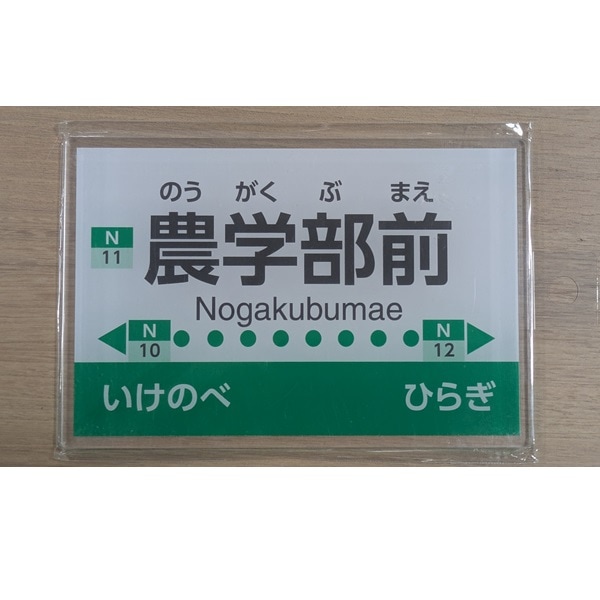 のう がく ぶ まえ
N 11
農学部前
Nogakubumae
N 10
N 12
いけのべ ひらぎ